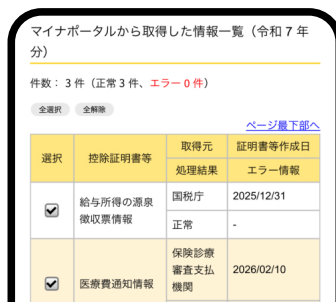 マイナポータルから取得した情報一覧（令和７年
分）
件数： 3 件（正常 3 件、エラー 0 件）
全選択 全解除
ページ最下部へ
選択 控除証明書等 取得元 証明書等作成日
処理結果 エラー情報
給与所得の源泉
徴収票情報
国税庁 2025/12/31
正常 -
医療費通知情報
保険診療
審査支払
機関
2026/02/10